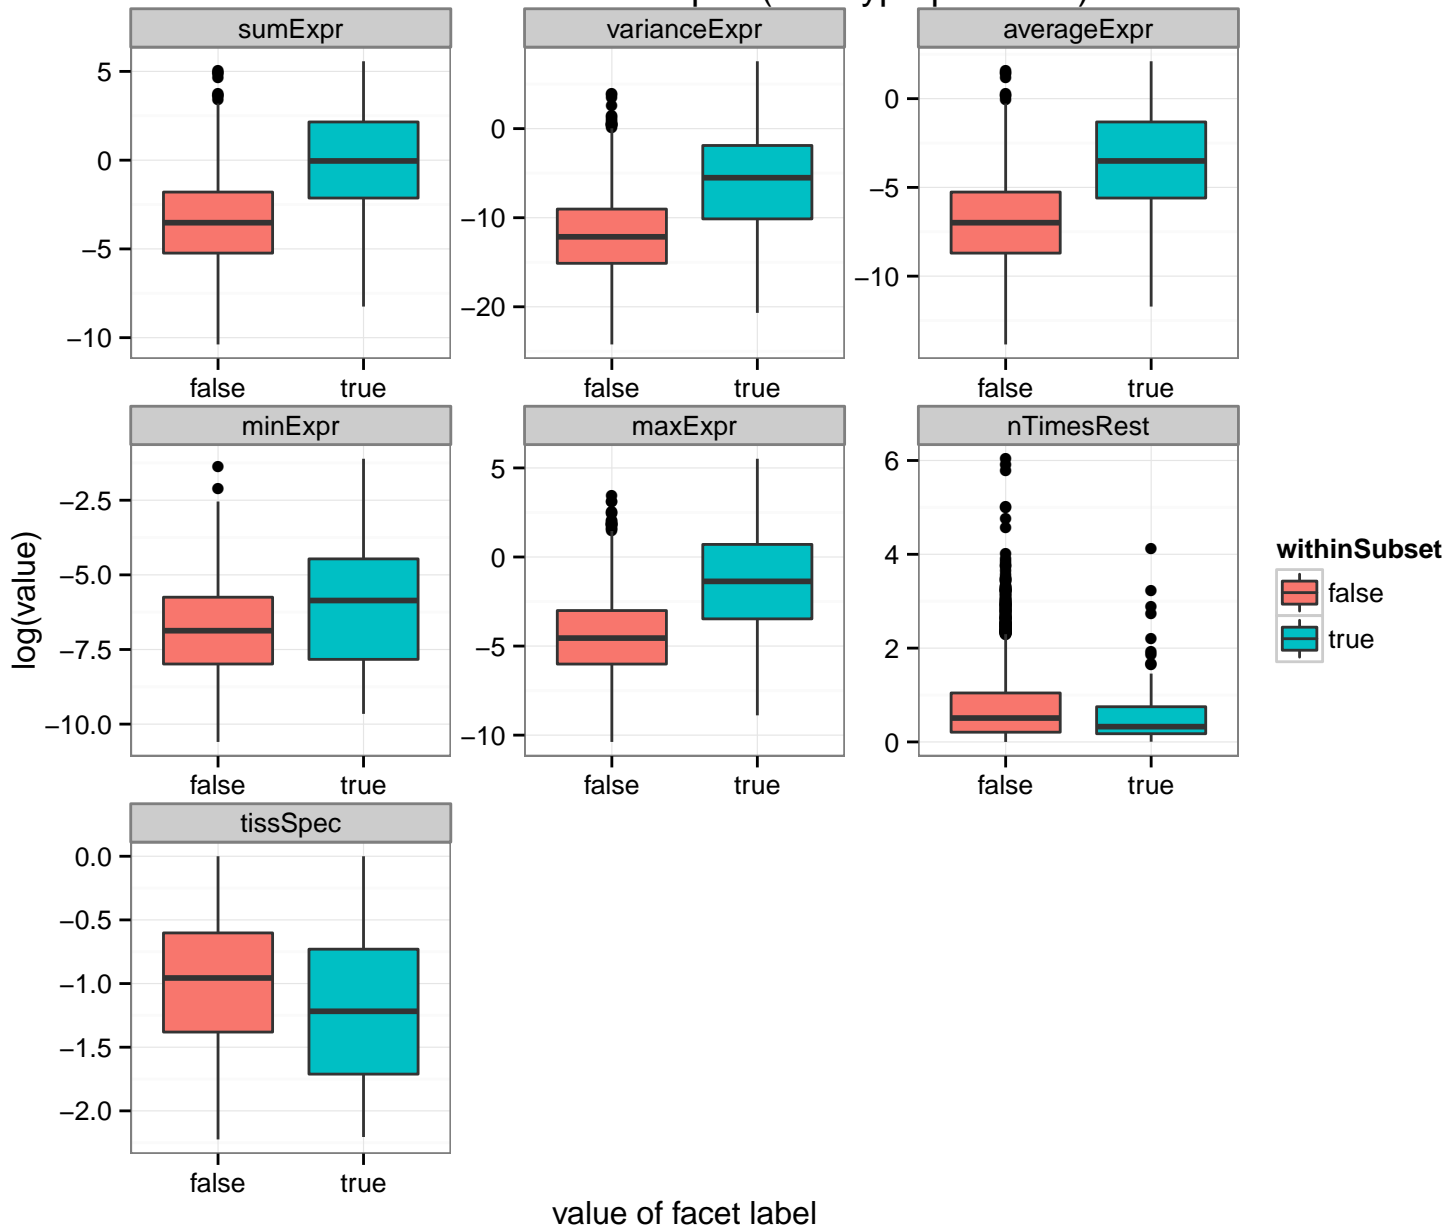 sumExpr
varianceExpr
averageExpr
5
0
−5
−10
false
true
0
−10
−20
false
true
0
−5
−10
false
true
minExpr
maxExpr
nTimesRest
−2.5
−5.0
−7.5
−10.0
false
true
5
0
−5
−10
false
true
6
4
2
0
false
true
tissSpec
0.0
−0.5
−1.0
−1.5
−2.0
false
true
log(value)
value of facet label
withinSubset
false
true